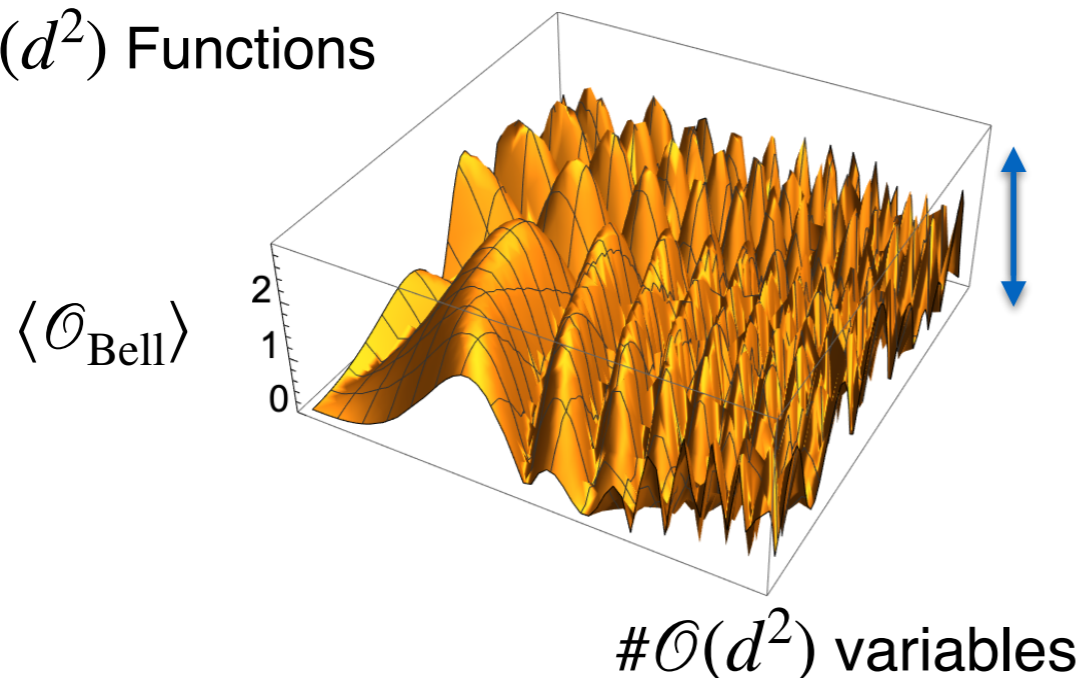 (d²) Functions
2
⟨𝒪Bell⟩
1
0
#𝒪(d²) variables